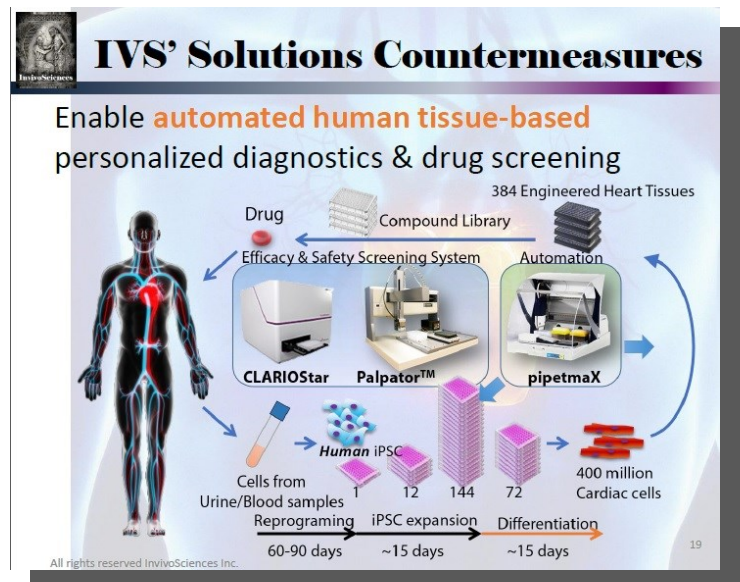 InvivoSciences
IVS' Solutions Countermeasures
Enable automated human tissue-based
personalized diagnostics & drug screening
384 Engineered Heart Tissues
Drug
Compound Library
Efficacy & Safety Screening System
Automation
CLARIOStar
Palpator™
pipetmaX
Human iPSC
Cells from
Urine/Blood samples
1
12
144
72
400 million
Cardiac cells
Reprograming
iPSC expansion
Differentiation
60-90 days
~15 days
~15 days
19
All rights reserved InvivoSciences Inc.